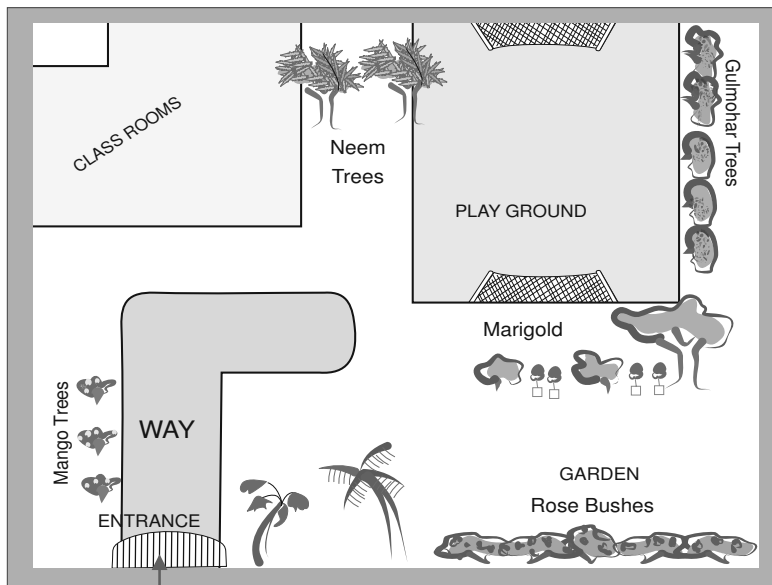 CLASS ROOMS
Neem
Trees
PLAY GROUND
Gulmohar Trees
Marigold
Mango Trees
WAY
ENTRANCE
GARDEN
Rose Bushes